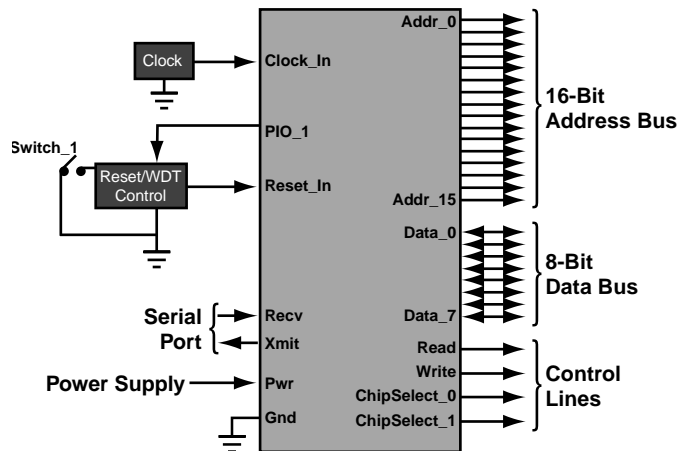 Addr_0
Clock
Clock_In
16-Bit
Address Bus
PIO_1
Switch_1
Reset/WDT
Control
Reset_In
Addr_15
Data_0
8-Bit
Data Bus
Serial
Port
Recv
Xmit
Data_7
Read
Write
Control
Lines
Power Supply
Pwr
ChipSelect_0
Gnd
ChipSelect_1